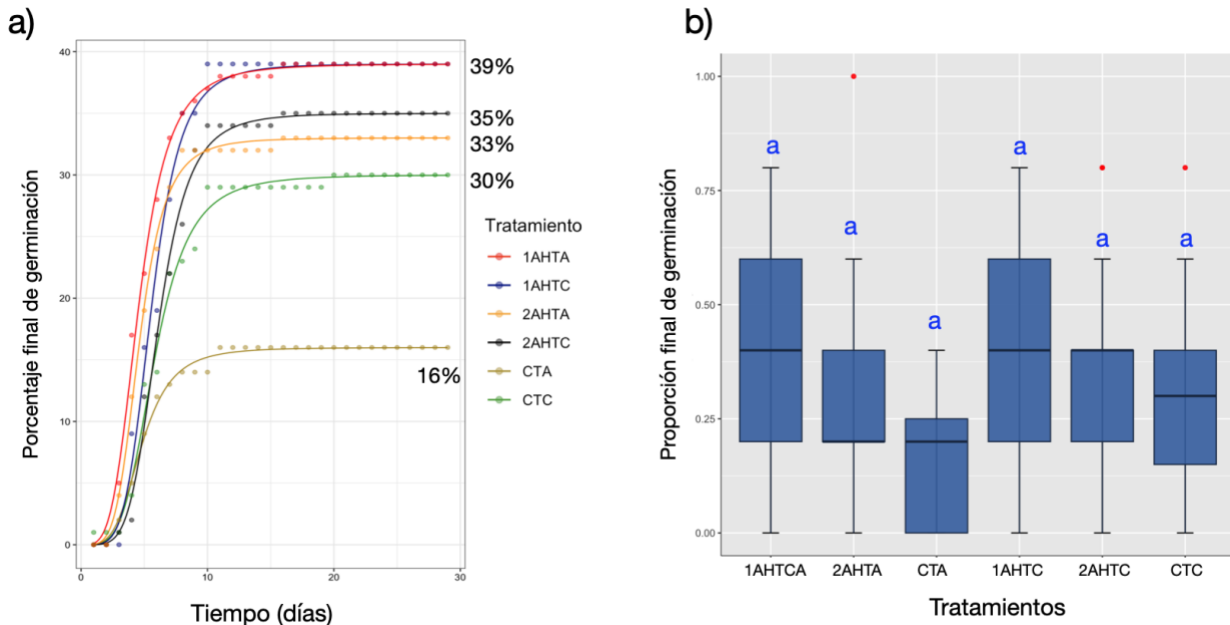 a)
Porcentaje final de germinación
40
30
20
10
0
0
10
20
30
Tiempo (días)
39%
35%
33%
30%
16%
Tratamiento
1AHTA
1AHTC
2AHTA
2AHTC
CTA
CTC
b)
Proporción final de germinación
1.00
0.75
0.50
0.25
0.00
a
a
a
a
a
a
1AHTCA
2AHTA
CTA
1AHTC
2AHTC
CTC
Tratamientos